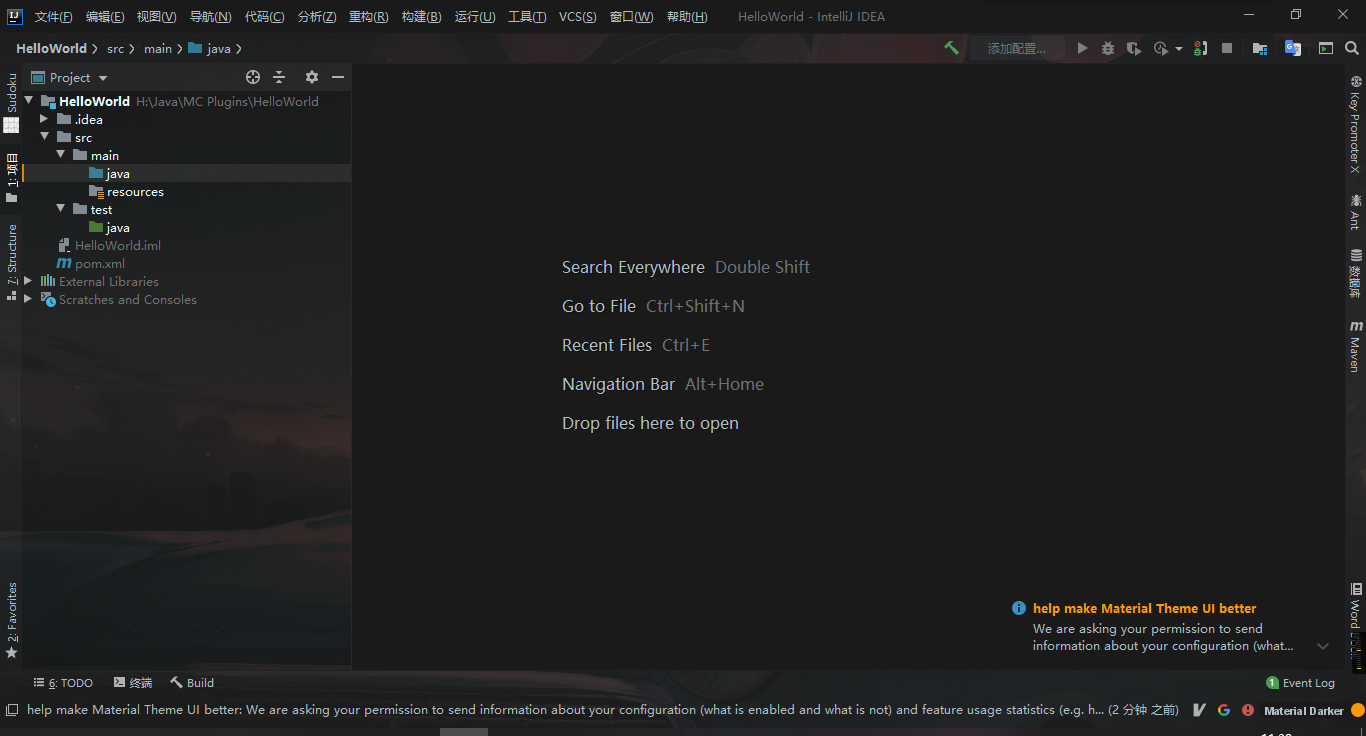 IJ 文件(F) 编辑(E) 视图(V) 导航(N) 代码(C) 分析(Z) 重构(R) 构建(B) 运行(U) 工具(T) VCS(S) 窗口(W) 帮助(H) HelloWorld - IntelliJ IDEA
HelloWorld src main java 添加配置...
Project
HelloWorld H:\Java\MC Plugins\HelloWorld
.idea
src
main
java
resources
test
java
HelloWorld.iml
m pom.xml
External Libraries
Scratches and Consoles
Sudoku
1: 项目
7: Structure
2: Favorites
Search Everywhere Double Shift
Go to File Ctrl+Shift+N
Recent Files Ctrl+E
Navigation Bar Alt+Home
Drop files here to open
Key Promoter X
Ant
数据库
m Maven
Word
help make Material Theme UI better
We are asking your permission to send
information about your configuration (what...
6: TODO 终端 Build 1 Event Log
help make Material Theme UI better: We are asking your permission to send information about your configuration (what is enabled and what is not) and feature usage statistics (e.g. h... (2 分钟 之前) Material Darker